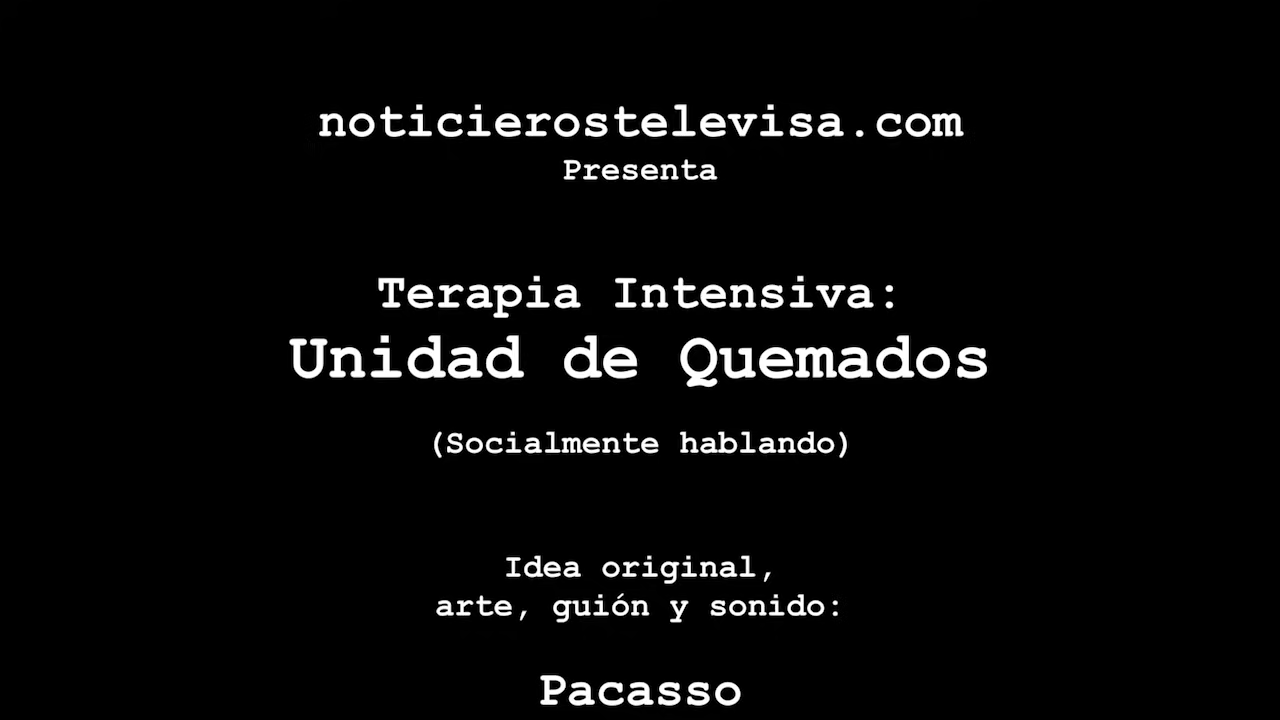 noticierostelevisa.com
Presenta
Terapia Intensiva:
Unidad de Quemados
(Socialmente hablando)
Idea original,
arte, guión y sonido:
Pacasso